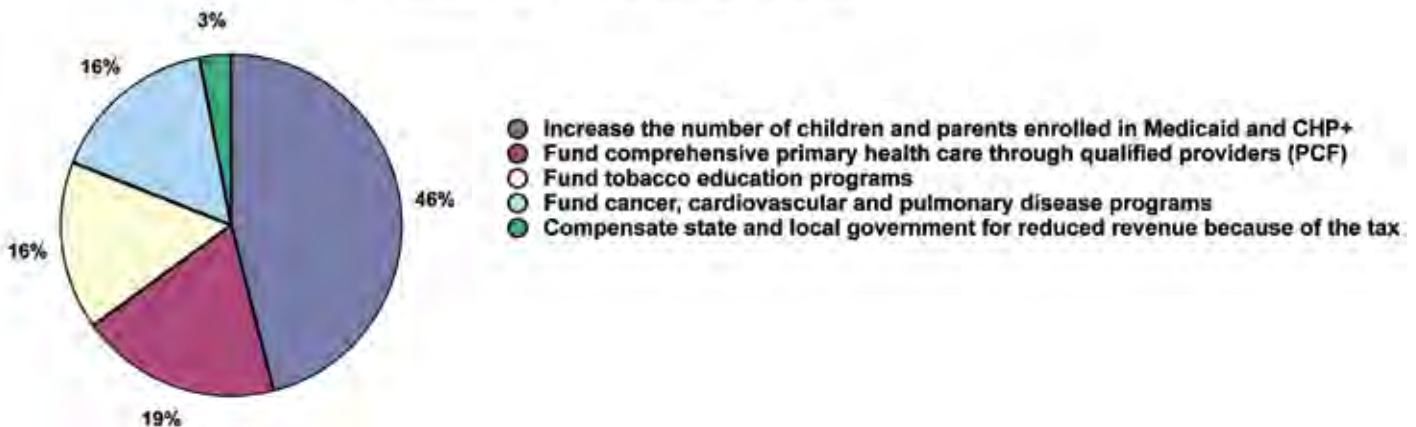 3%
16%
46%
16%
19%
Increase the number of children and parents enrolled in Medicaid and CHP+
Fund comprehensive primary health care through qualified providers (PCF)
Fund tobacco education programs
Fund cancer, cardiovascular and pulmonary disease programs
Compensate state and local government for reduced revenue because of the tax